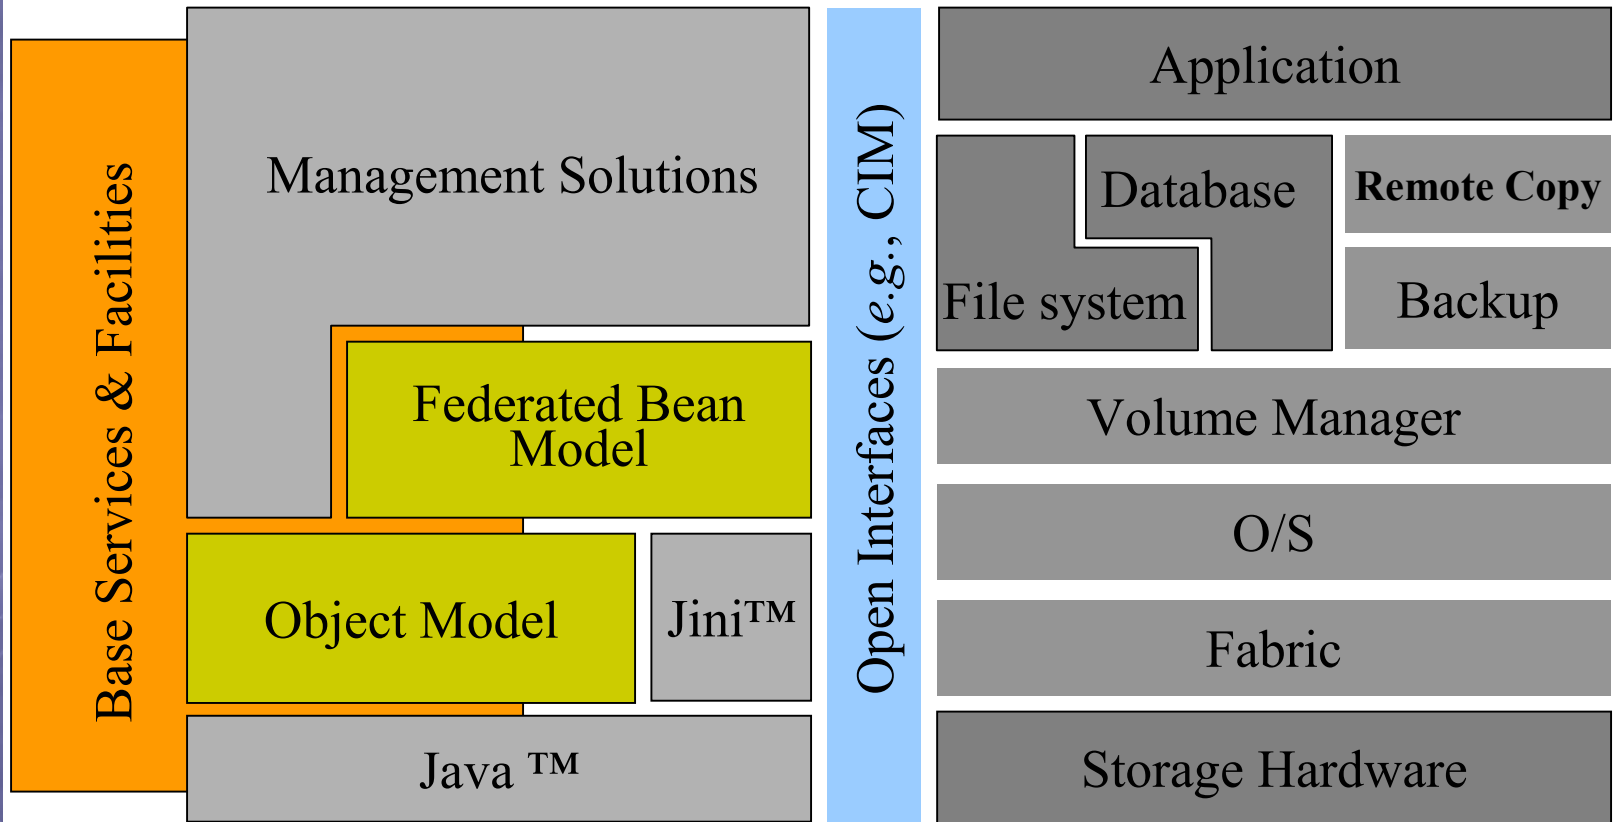 Base Services & Facilities
Management Solutions
Federated Bean
Model
Object Model
Jini™
Java ™
Open Interfaces (e.g., CIM)
Application
File system
Database
Remote Copy
Backup
Volume Manager
O/S
Fabric
Storage Hardware